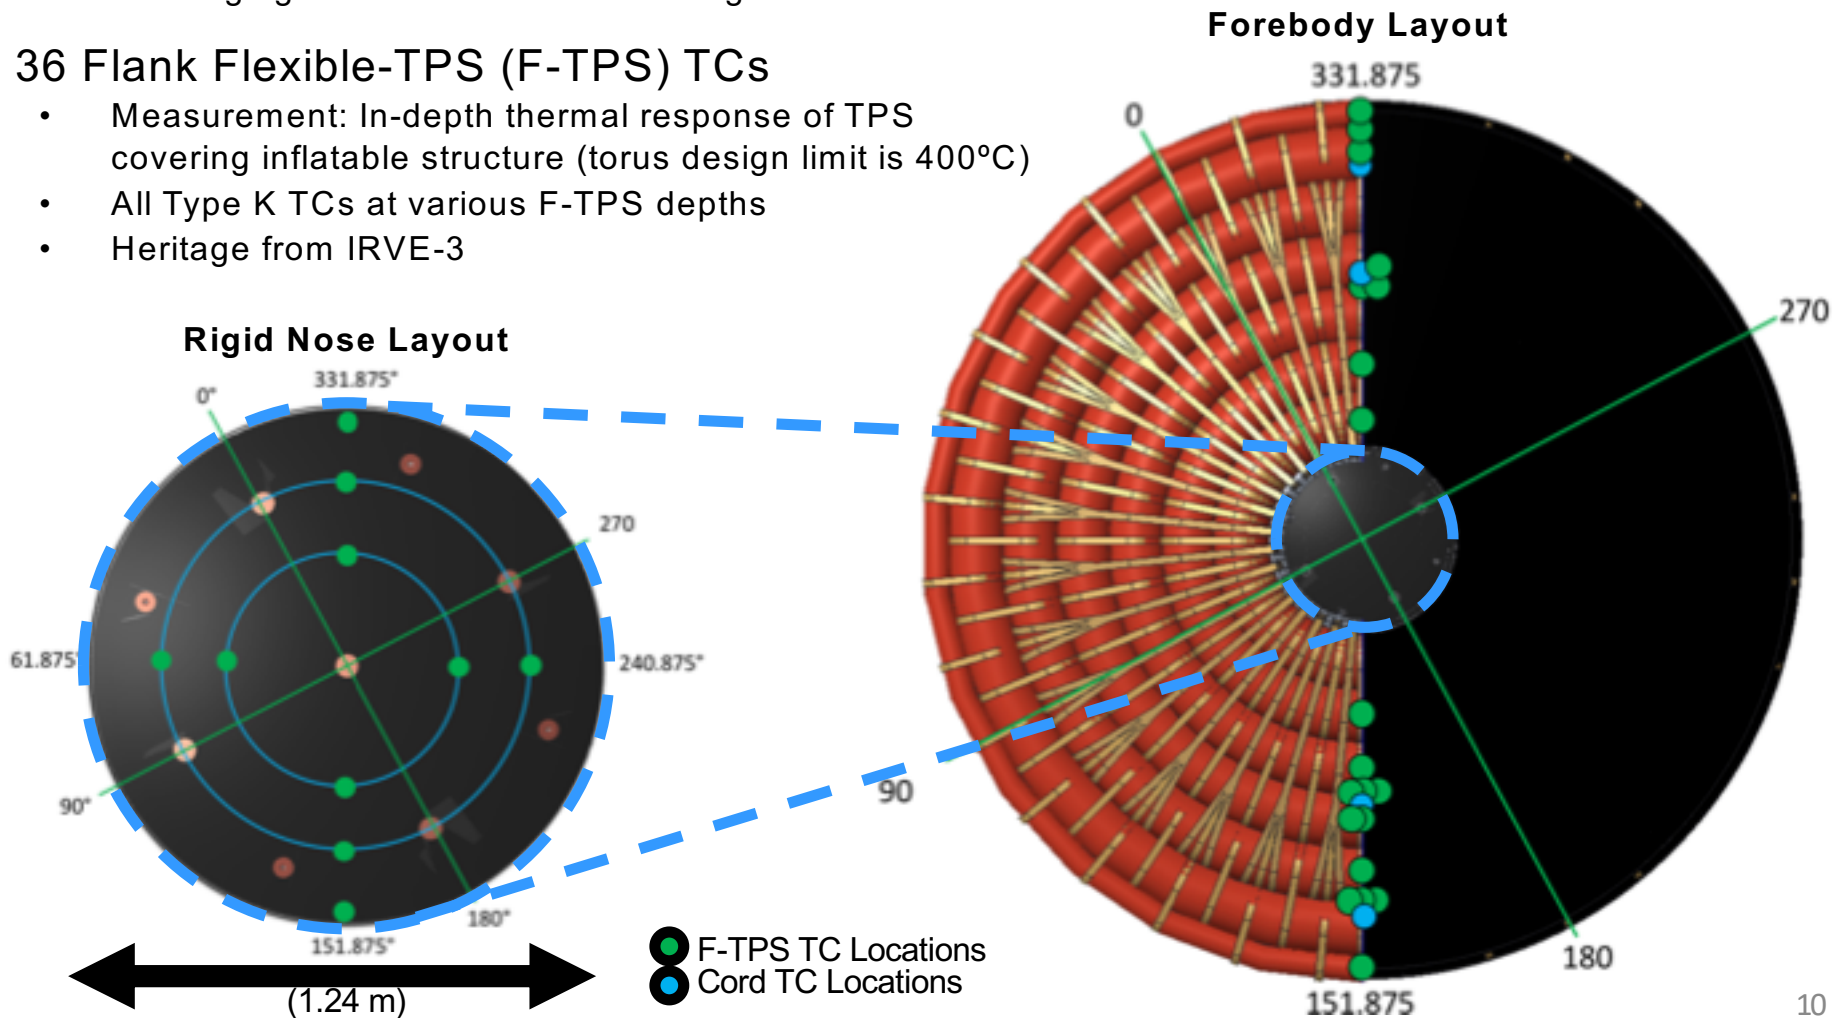 36 Flank Flexible-TPS (F-TPS) TCs
• Measurement: In-depth thermal response of TPS
covering inflatable structure (torus design limit is 400ºC)
• All Type K TCs at various F-TPS depths
• Heritage from IRVE-3
Rigid Nose Layout
331.875°
0°
270
61.875°
240.875°
90°
180°
151.875°
(1.24 m)
F-TPS TC Locations
Cord TC Locations
Forebody Layout
331.875
0
270
90
180
151.875
10